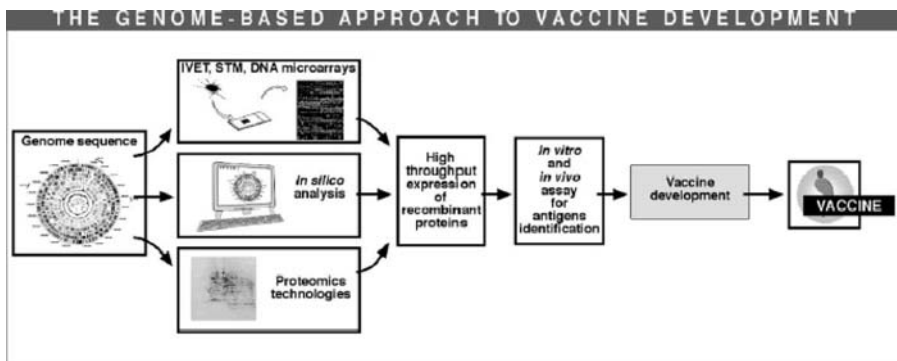 THE GENOME-BASED APPROACH TO VACCINE DEVELOPMENT
IVET, STM, DNA microarrays
Genome sequence
In silico
analysis
Proteomics
technologies
High
throughput
expression
of
recombinant
proteins
In vitro
and
in vivo
assay
for
antigens
identification
Vaccine
development
VACCINE